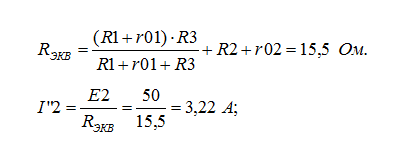 R_ЭКВ = (R1 + r01) · R3 / (R1 + r01 + R3) + R2 + r02 = 15,5 Ом.
I"2 = E2 / R_ЭКВ = 50 / 15,5 = 3,22 А;